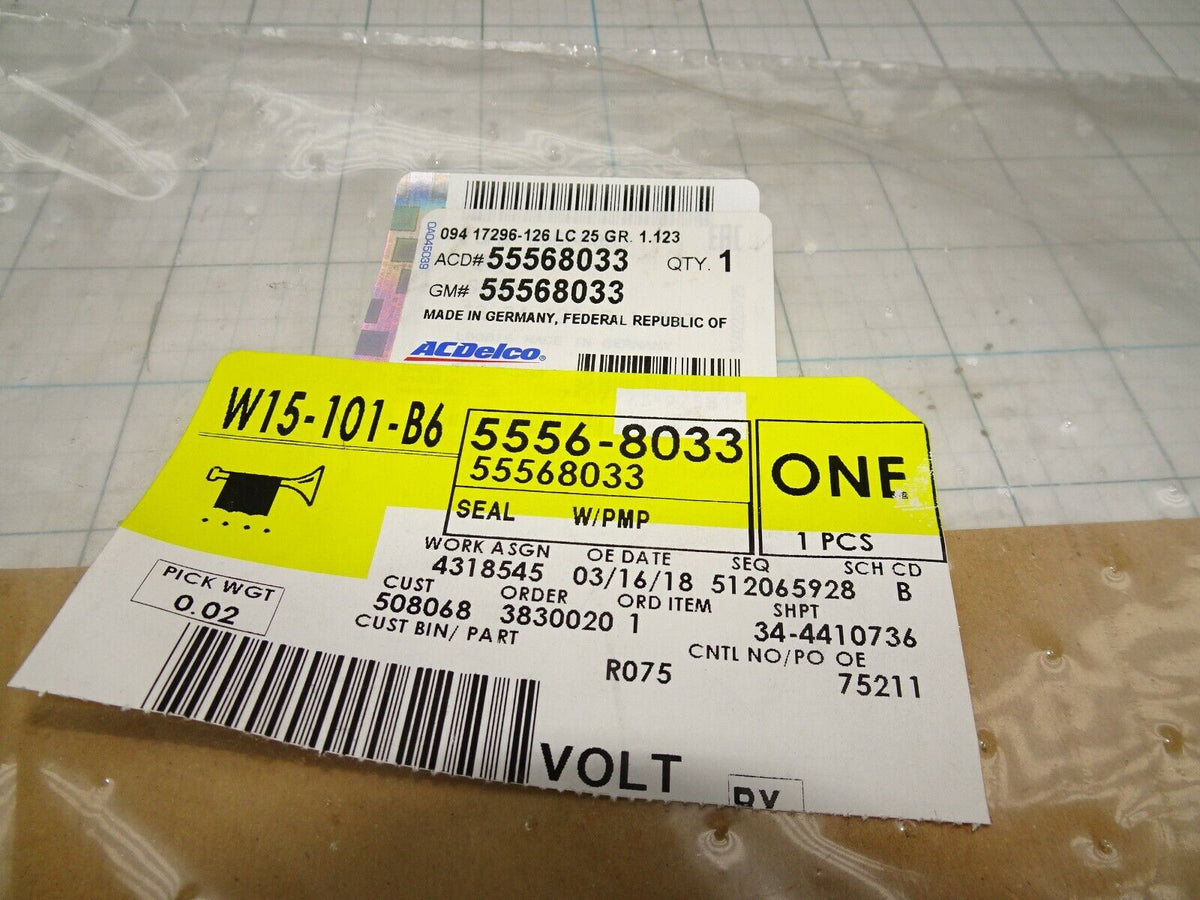 094 17296-126 LC 25 GR. 1.123
0A045039
ACD# 55568033 QTY. 1
GM# 55568033
MADE IN GERMANY, FEDERAL REPUBLIC OF
ACDelco®
W15-101-B6
5556-8033
55568033
SEAL W/PMP
ONE
1 PCS
WORK ASGN OE DATE SEQ SCH CD
4318545 03/16/18 512065928 B
CUST ORDER ORD ITEM SHPT
508068 3830020 1 34-4410736
CUST BIN/ PART CNTL NO/PO OE
R075 75211
PICK WGT
0.02
VOLT